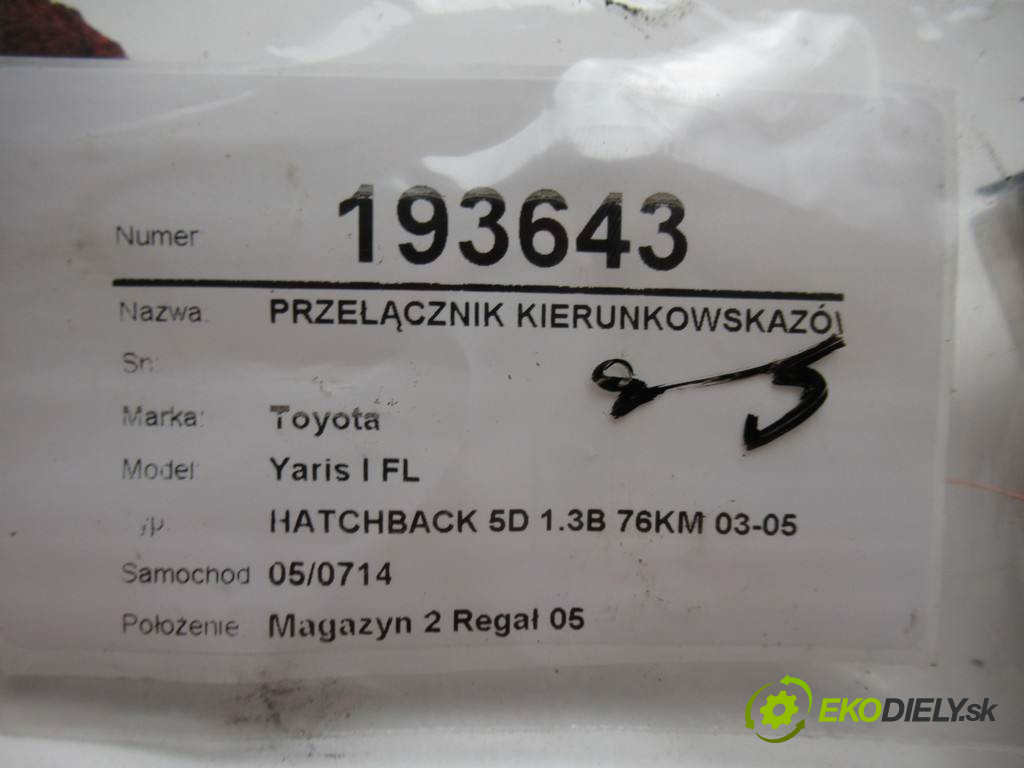 Numer 193643
Nazwa: PRZEŁĄCZNIK KIERUNKOWSKAZÓ
Sn:
Marka: Toyota
Model: Yaris I FL
yp: HATCHBACK 5D 1.3B 76KM 03-05
Samochod 05/0714
Położenie Magazyn 2 Regał 05
EKODIELY.sk